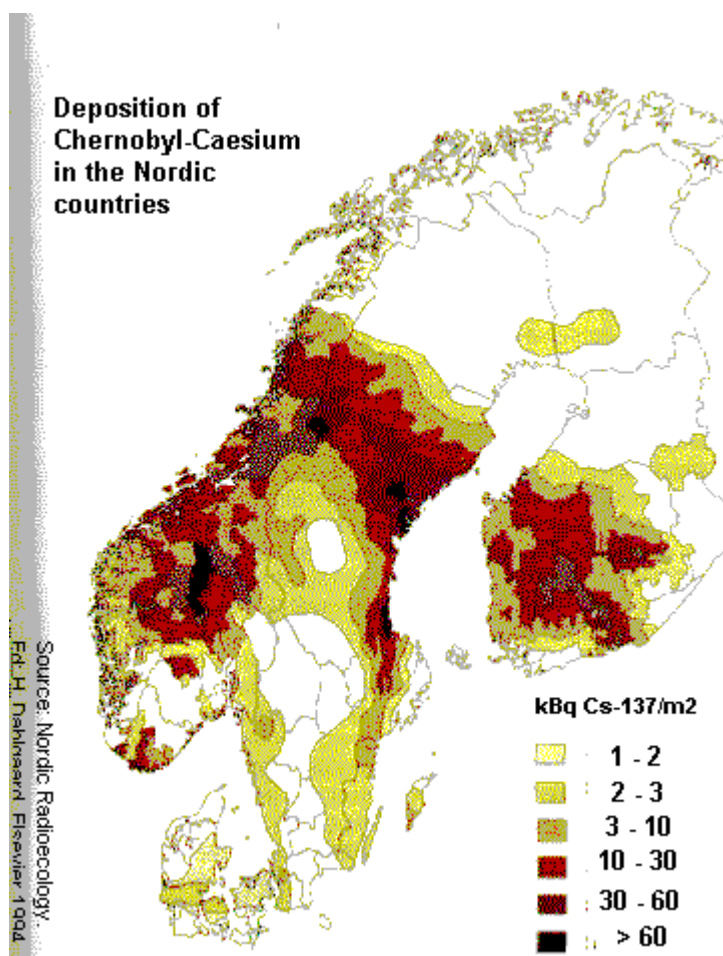 Deposition of
Chernobyl-Caesium
in the Nordic
countries
kBq Cs-137/m2
1 - 2
2 - 3
3 - 10
10 - 30
30 - 60
> 60
Source: Nordic Radioecology.
Ed: H. Elsevier 1994